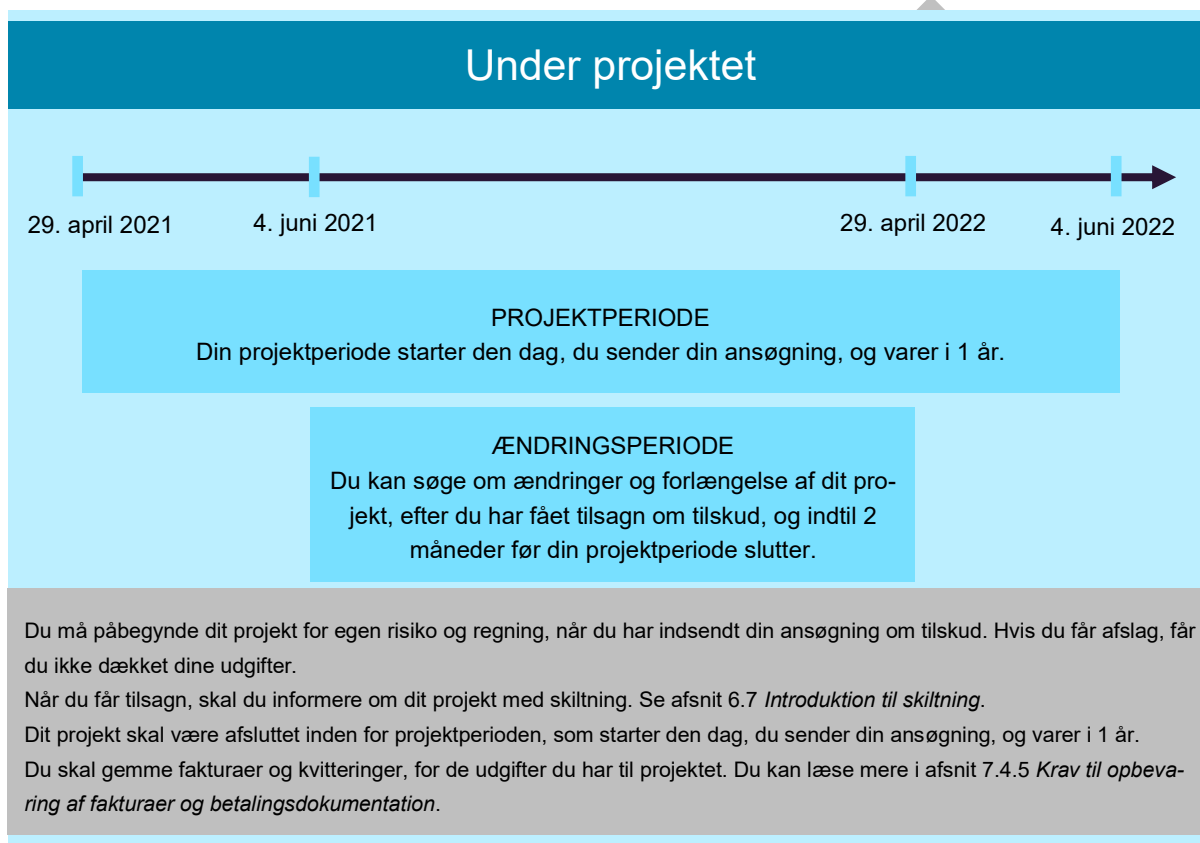 Under projektet
29. april 2021
4. juni 2021
29. april 2022
4. juni 2022
PROJEKTPERIODE
Din projektperiode starter den dag, du sender din ansøgning, og varer i 1 år.
ÆNDRINGSPERIODE
Du kan søge om ændringer og forlængelse af dit pro-
jekt, efter du har fået tilsagn om tilskud, og indtil 2
måneder før din projektperiode slutter.
Du må påbegynde dit projekt for egen risiko og regning, når du har indsendt din ansøgning om tilskud. Hvis du får afslag, får
du ikke dækket dine udgifter.
Når du får tilsagn, skal du informere om dit projekt med skiltning. Se afsnit 6.7 Introduktion til skiltning.
Dit projekt skal være afsluttet inden for projektperioden, som starter den dag, du sender din ansøgning, og varer i 1 år.
Du skal gemme fakturaer og kvitteringer, for de udgifter du har til projektet. Du kan læse mere i afsnit 7.4.5 Krav til opbeva-
ring af fakturaer og betalingsdokumentation.